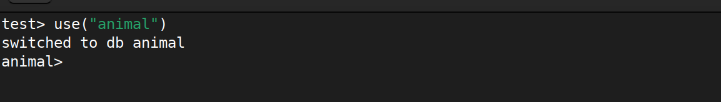 test> use("animal")
switched to db animal
animal>